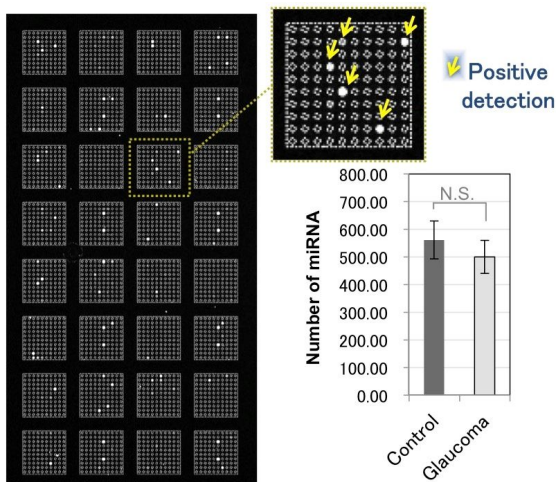 Positive
detection
800.00
N.S.
700.00
600.00
500.00
400.00
300.00
200.00
100.00
0.00
Number of miRNA
Control
Glaucoma